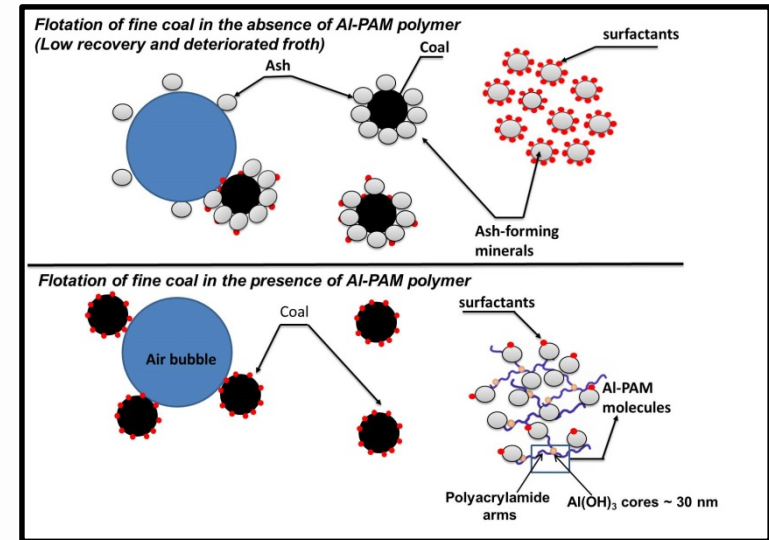 Flotation of fine coal in the absence of Al-PAM polymer
(Low recovery and deteriorated froth)
surfactants
Coal
Ash
Ash-forming
minerals
Flotation of fine coal in the presence of Al-PAM polymer
surfactants
Coal
Air bubble
Al-PAM
molecules
Polyacrylamide
arms
Al(OH)₃ cores ~ 30 nm